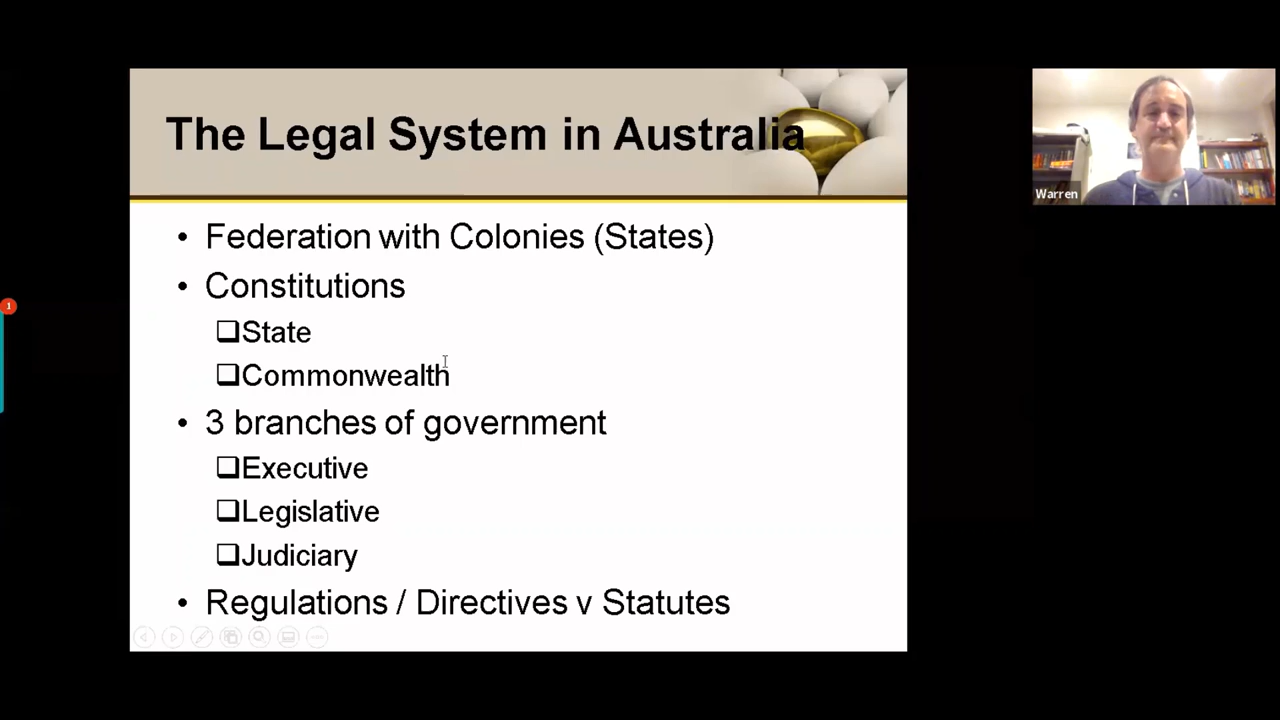 The Legal System in Australia
• Federation with Colonies (States)
• Constitutions
❑State
❑Commonwealth
• 3 branches of government
❑Executive
❑Legislative
❑Judiciary
• Regulations / Directives v Statutes
Warren
1